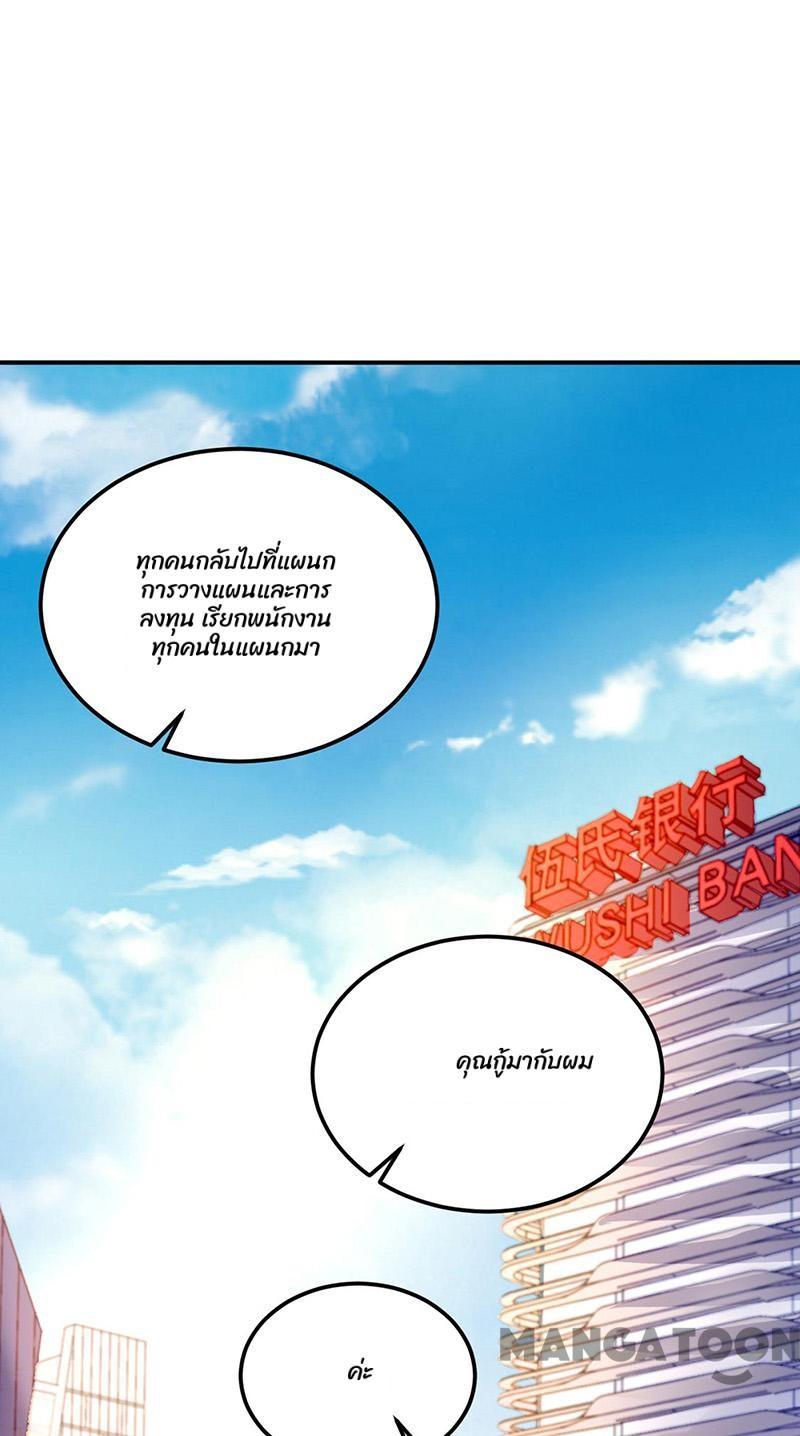 ทุกคนกลับไปที่แผนก
การวางแผนและการ
ลงทุน เรียกพนักงาน
ทุกคนในแผนกมา
伍氏银行
WUSHI BAN
คุณกู้มากับผม
ค่ะ
MANGATOON